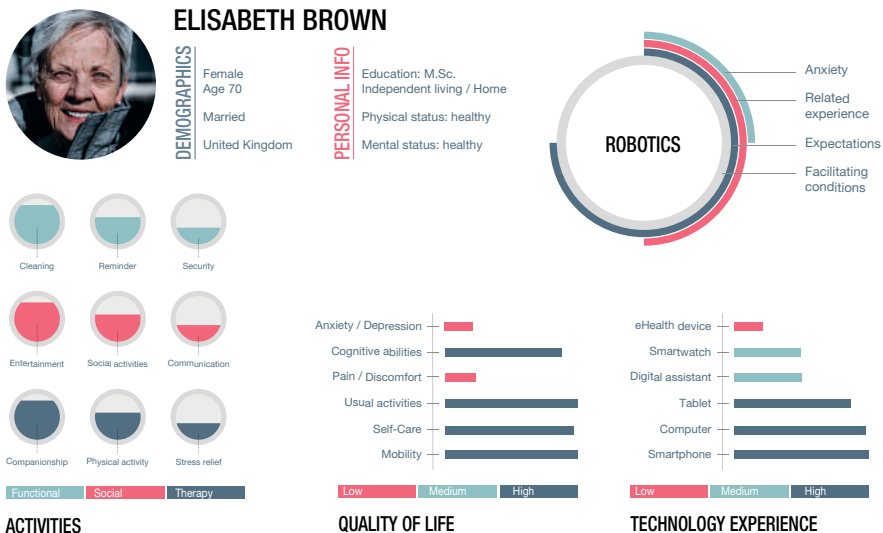 ELISABETH BROWN
DEMOGRAPHICS
Female
Age 70
Married
United Kingdom
PERSONAL INFO
Education: M.Sc.
Independent living / Home
Physical status: healthy
Mental status: healthy
ROBOTICS
Anxiety
Related
experience
Expectations
Facilitating
conditions
Cleaning
Reminder
Security
Entertainment
Social activities
Communication
Companionship
Physical activity
Stress relief
Functional
Social
Therapy
ACTIVITIES
Anxiety / Depression
Cognitive abilities
Pain / Discomfort
Usual activities
Self-Care
Mobility
Low
Medium
High
QUALITY OF LIFE
eHealth device
Smartwatch
Digital assistant
Tablet
Computer
Smartphone
Low
Medium
High
TECHNOLOGY EXPERIENCE